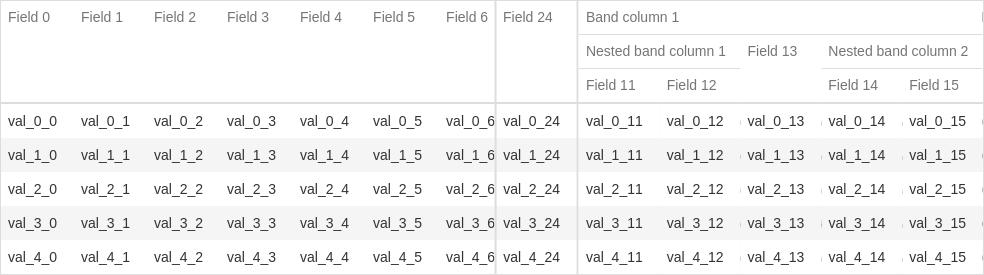 Field 0 Field 1 Field 2 Field 3 Field 4 Field 5 Field 6 Field 24 Band column 1
Nested band column 1 Field 13 Nested band column 2
Field 11 Field 12 Field 14 Field 15
val_0_0 val_0_1 val_0_2 val_0_3 val_0_4 val_0_5 val_0_6 val_0_24 val_0_11 val_0_12 val_0_13 val_0_14 val_0_15
val_1_0 val_1_1 val_1_2 val_1_3 val_1_4 val_1_5 val_1_6 val_1_24 val_1_11 val_1_12 val_1_13 val_1_14 val_1_15
val_2_0 val_2_1 val_2_2 val_2_3 val_2_4 val_2_5 val_2_6 val_2_24 val_2_11 val_2_12 val_2_13 val_2_14 val_2_15
val_3_0 val_3_1 val_3_2 val_3_3 val_3_4 val_3_5 val_3_6 val_3_24 val_3_11 val_3_12 val_3_13 val_3_14 val_3_15
val_4_0 val_4_1 val_4_2 val_4_3 val_4_4 val_4_5 val_4_6 val_4_24 val_4_11 val_4_12 val_4_13 val_4_14 val_4_15